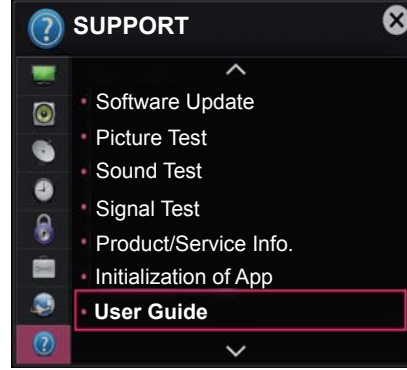 SUPPORT
Software Update
Picture Test
Sound Test
Signal Test
Product/Service Info.
Initialization of App
User Guide